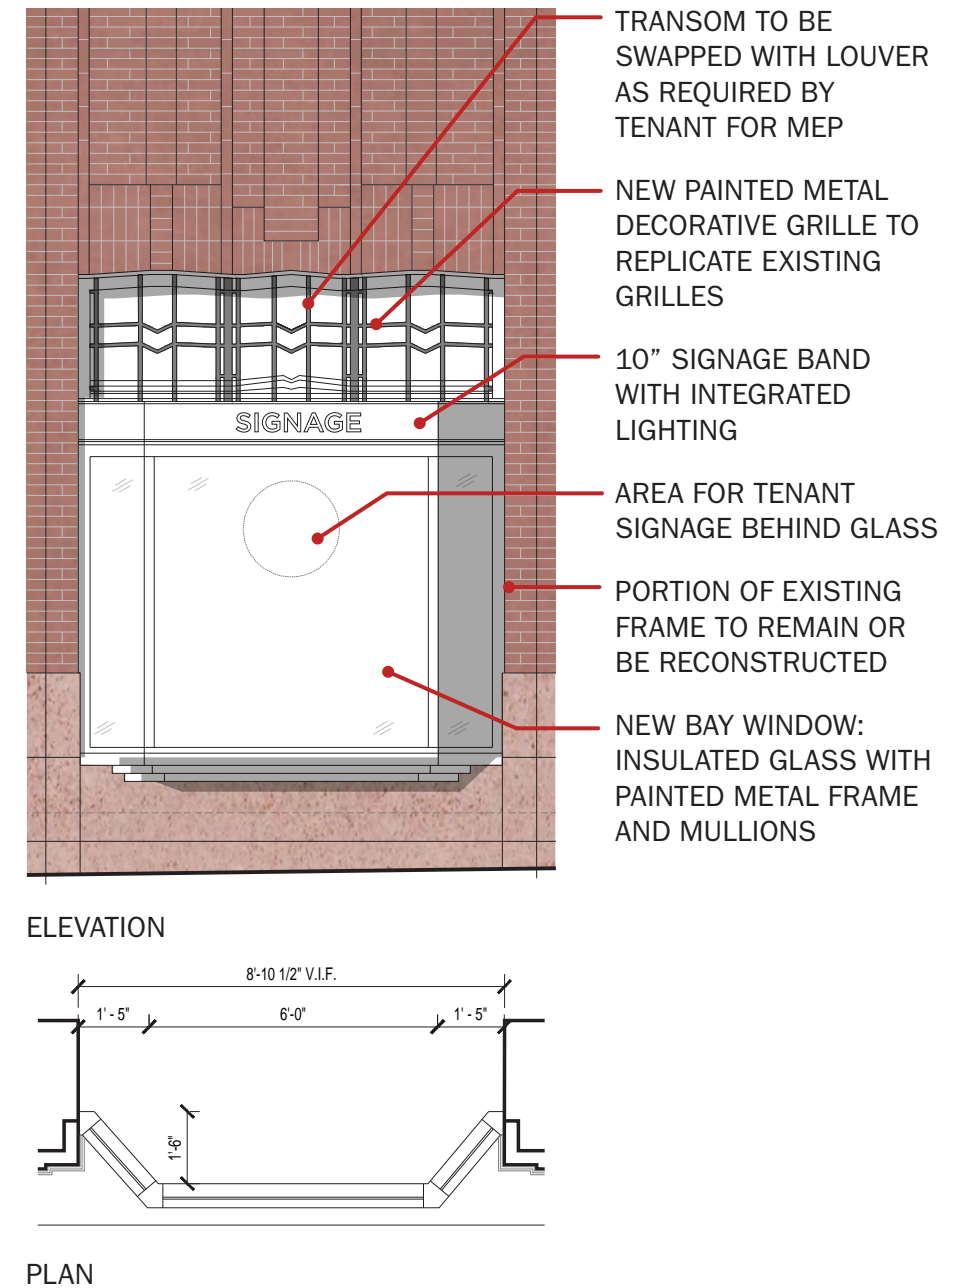 TRANSOM TO BE
SWAPPED WITH LOUVER
AS REQUIRED BY
TENANT FOR MEP
NEW PAINTED METAL
DECORATIVE GRILLE TO
REPLICATE EXISTING
GRILLES
10” SIGNAGE BAND
WITH INTEGRATED
LIGHTING
SIGNAGE
AREA FOR TENANT
SIGNAGE BEHIND GLASS
PORTION OF EXISTING
FRAME TO REMAIN OR
BE RECONSTRUCTED
NEW BAY WINDOW:
INSULATED GLASS WITH
PAINTED METAL FRAME
AND MULLIONS
ELEVATION
8'-10 1/2" V.I.F.
1' - 5" 6'-0" 1' - 5"
1'-6"
PLAN